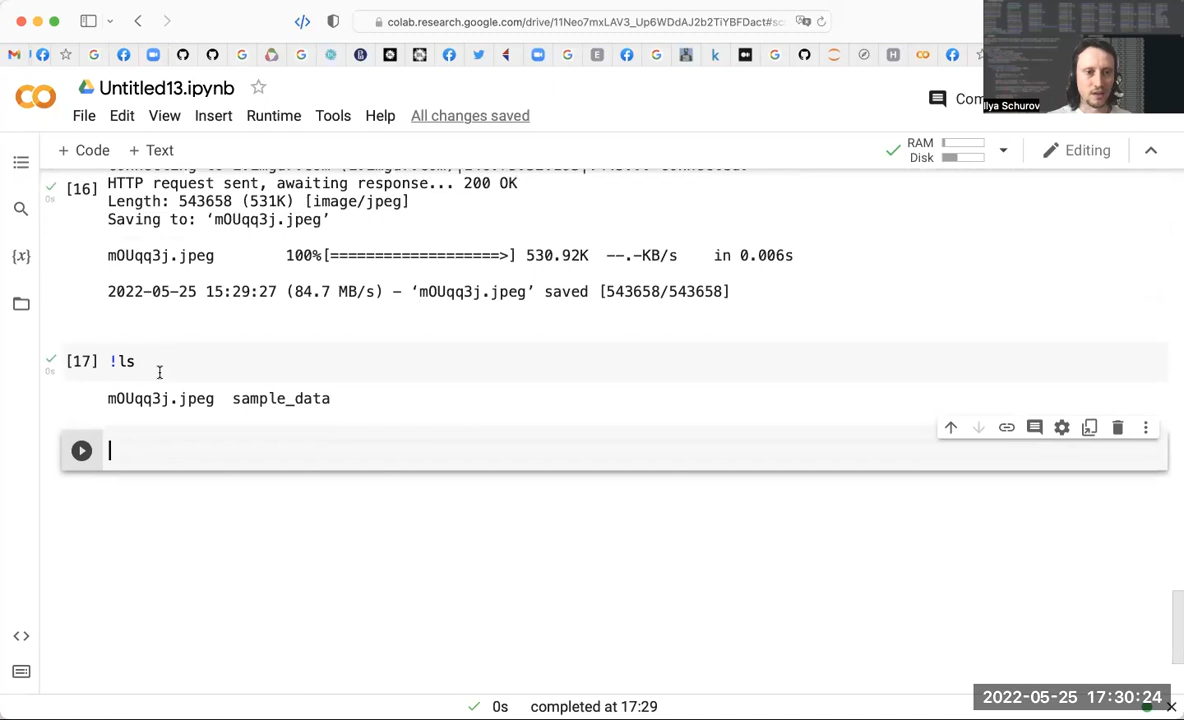 colab.research.google.com/drive/11Neo7mxLAV3_Up6WDdAJ2b2TiYBFDact#sc
Untitled13.ipynb
Ilya Schurov
File Edit View Insert Runtime Tools Help All changes saved
+ Code + Text
RAM
Disk
Editing
[16]
0s
HTTP request sent, awaiting response... 200 OK
Length: 543658 (531K) [image/jpeg]
Saving to: ‘mOUqq3j.jpeg’
mOUqq3j.jpeg 100%[===================>] 530.92K --.-KB/s in 0.006s
2022-05-25 15:29:27 (84.7 MB/s) - ‘mOUqq3j.jpeg’ saved [543658/543658]
[17] !ls
0s
mOUqq3j.jpeg sample_data
0s completed at 17:29
2022-05-25 17:30:24